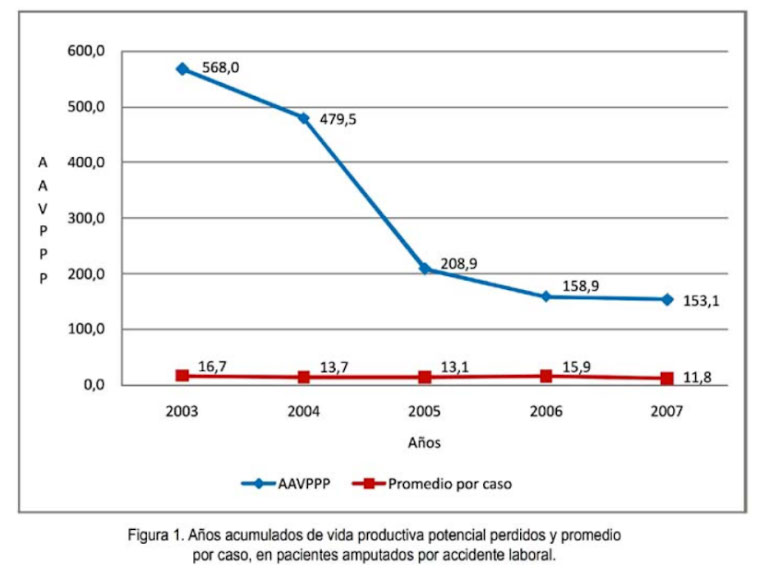 600,0
500,0
400,0
300,0
200,0
100,0
0,0
A
A
V
P
P
P
568,0
479,5
208,9
158,9
153,1
16,7
13,7
13,1
15,9
11,8
2003 2004 2005 2006 2007
Años
AAVPPP Promedio por caso
Figura 1. Años acumulados de vida productiva potencial perdidos y promedio
por caso, en pacientes amputados por accidente laboral.